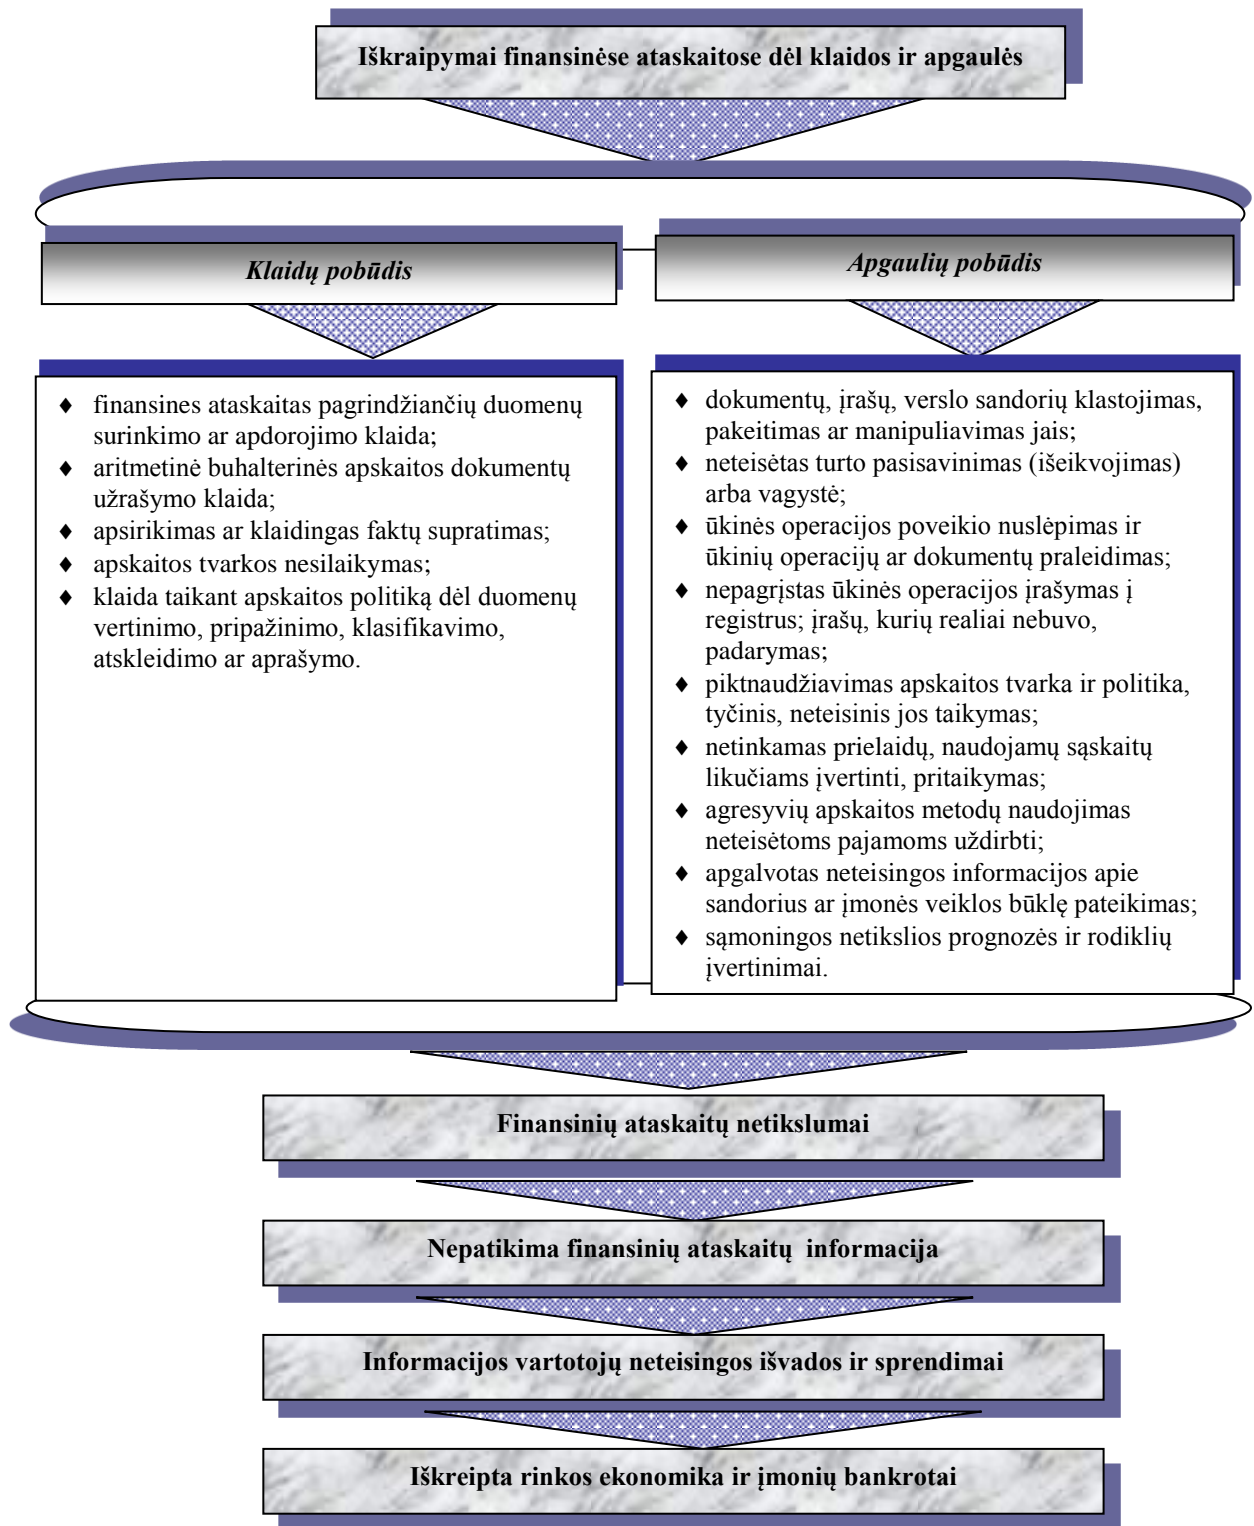 Iškraipymai finansinėse ataskaitose dėl klaidos ir apgaulės
Klaidų pobūdis
♦ finansines ataskaitas pagrindžiančių duomenų
surinkimo ar apdorojimo klaida;
♦ aritmetinė buhalterinės apskaitos dokumentų
užrašymo klaida;
♦ apsirikimas ar klaidingas faktų supratimas;
♦ apskaitos tvarkos nesilaikymas;
♦ klaida taikant apskaitos politiką dėl duomenų
vertinimo, pripažinimo, klasifikavimo,
atskleidimo ar aprašymo.
Apgaulių pobūdis
♦ dokumentų, įrašų, verslo sandorių klastojimas,
pakeitimas ar manipuliavimas jais;
♦ neteisėtas turto pasisavinimas (išeikvojimas)
arba vagystė;
♦ ūkinės operacijos poveikio nuslėpimas ir
ūkinių operacijų ar dokumentų praleidimas;
♦ nepagrįstas ūkinės operacijos įrašymas į
registrus; įrašų, kurių realiai nebuvo,
padarymas;
♦ piktnaudžiavimas apskaitos tvarka ir politika,
tyčinis, neteisinis jos taikymas;
♦ netinkamas prielaidų, naudojamų sąskaitų
likučiams įvertinti, pritaikymas;
♦ agresyvių apskaitos metodų naudojimas
neteisėtoms pajamoms uždirbti;
♦ apgalvotas neteisingos informacijos apie
sandorius ar įmonės veiklos būklę pateikimas;
♦ sąmoningos netikslios prognozės ir rodiklių
įvertinimai.
Finansinių ataskaitų netikslumai
Nepatikima finansinių ataskaitų informacija
Informacijos vartotojų neteisingos išvados ir sprendimai
Iškreipta rinkos ekonomika ir įmonių bankrotai